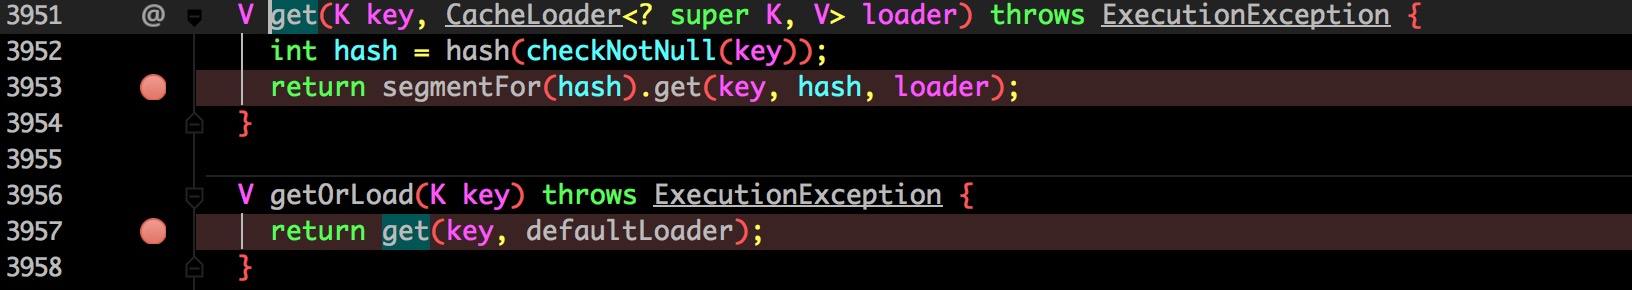 3951 @ V get(K key, CacheLoader<? super K, V> loader) throws ExecutionException {
3952 int hash = hash(checkNotNull(key));
3953 return segmentFor(hash).get(key, hash, loader);
3954 }
3955
3956 V getOrLoad(K key) throws ExecutionException {
3957 return get(key, defaultLoader);
3958 }